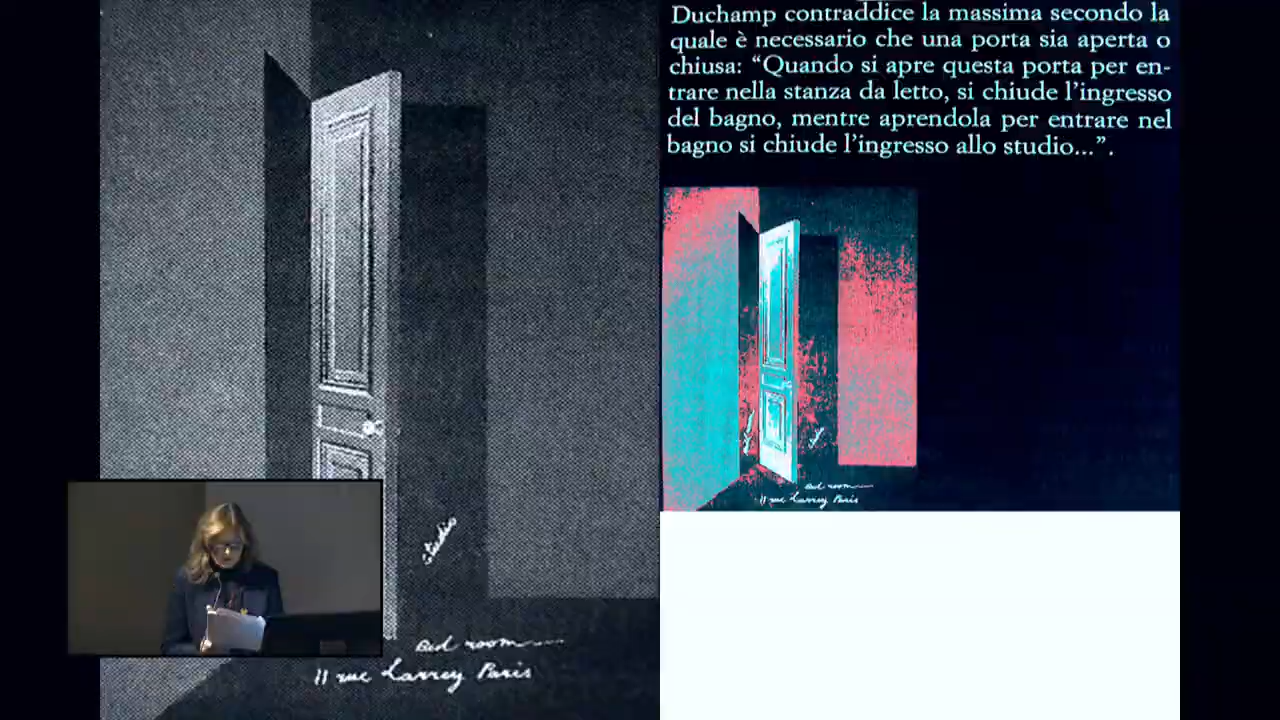 Duchamp contraddice la massima secondo la
quale è necessario che una porta sia aperta o
chiusa: “Quando si apre questa porta per en-
trare nella stanza da letto, si chiude l’ingresso
del bagno, mentre aprendola per entrare nel
bagno si chiude l’ingresso allo studio...”.
studio
room
11 rue Larrey Paris
room
11 rue Larrey Paris